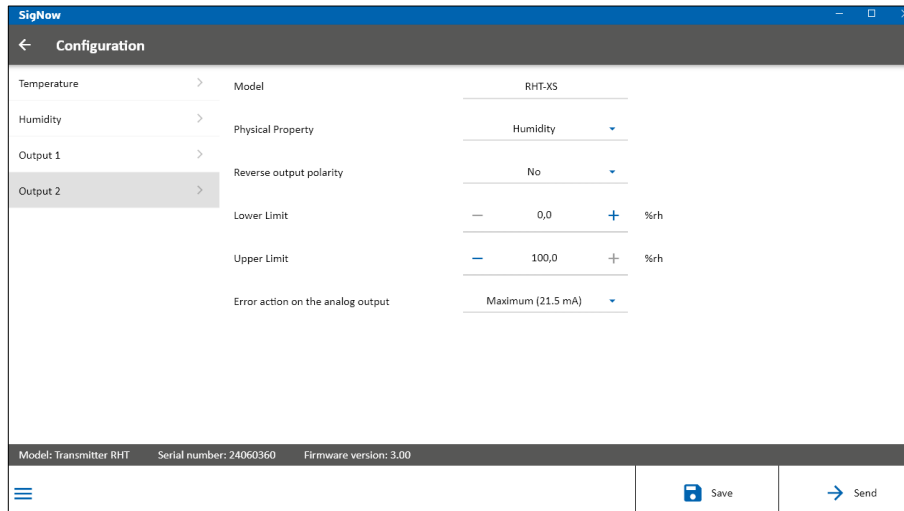 SigNow
Configuration
Temperature
Humidity
Output 1
Output 2
Model RHT-XS
Physical Property Humidity
Reverse output polarity No
Lower Limit − 0,0 + %rh
Upper Limit − 100,0 + %rh
Error action on the analog output Maximum (21.5 mA)
Model: Transmitter RHT Serial number: 24060360 Firmware version: 3.00
Save Send